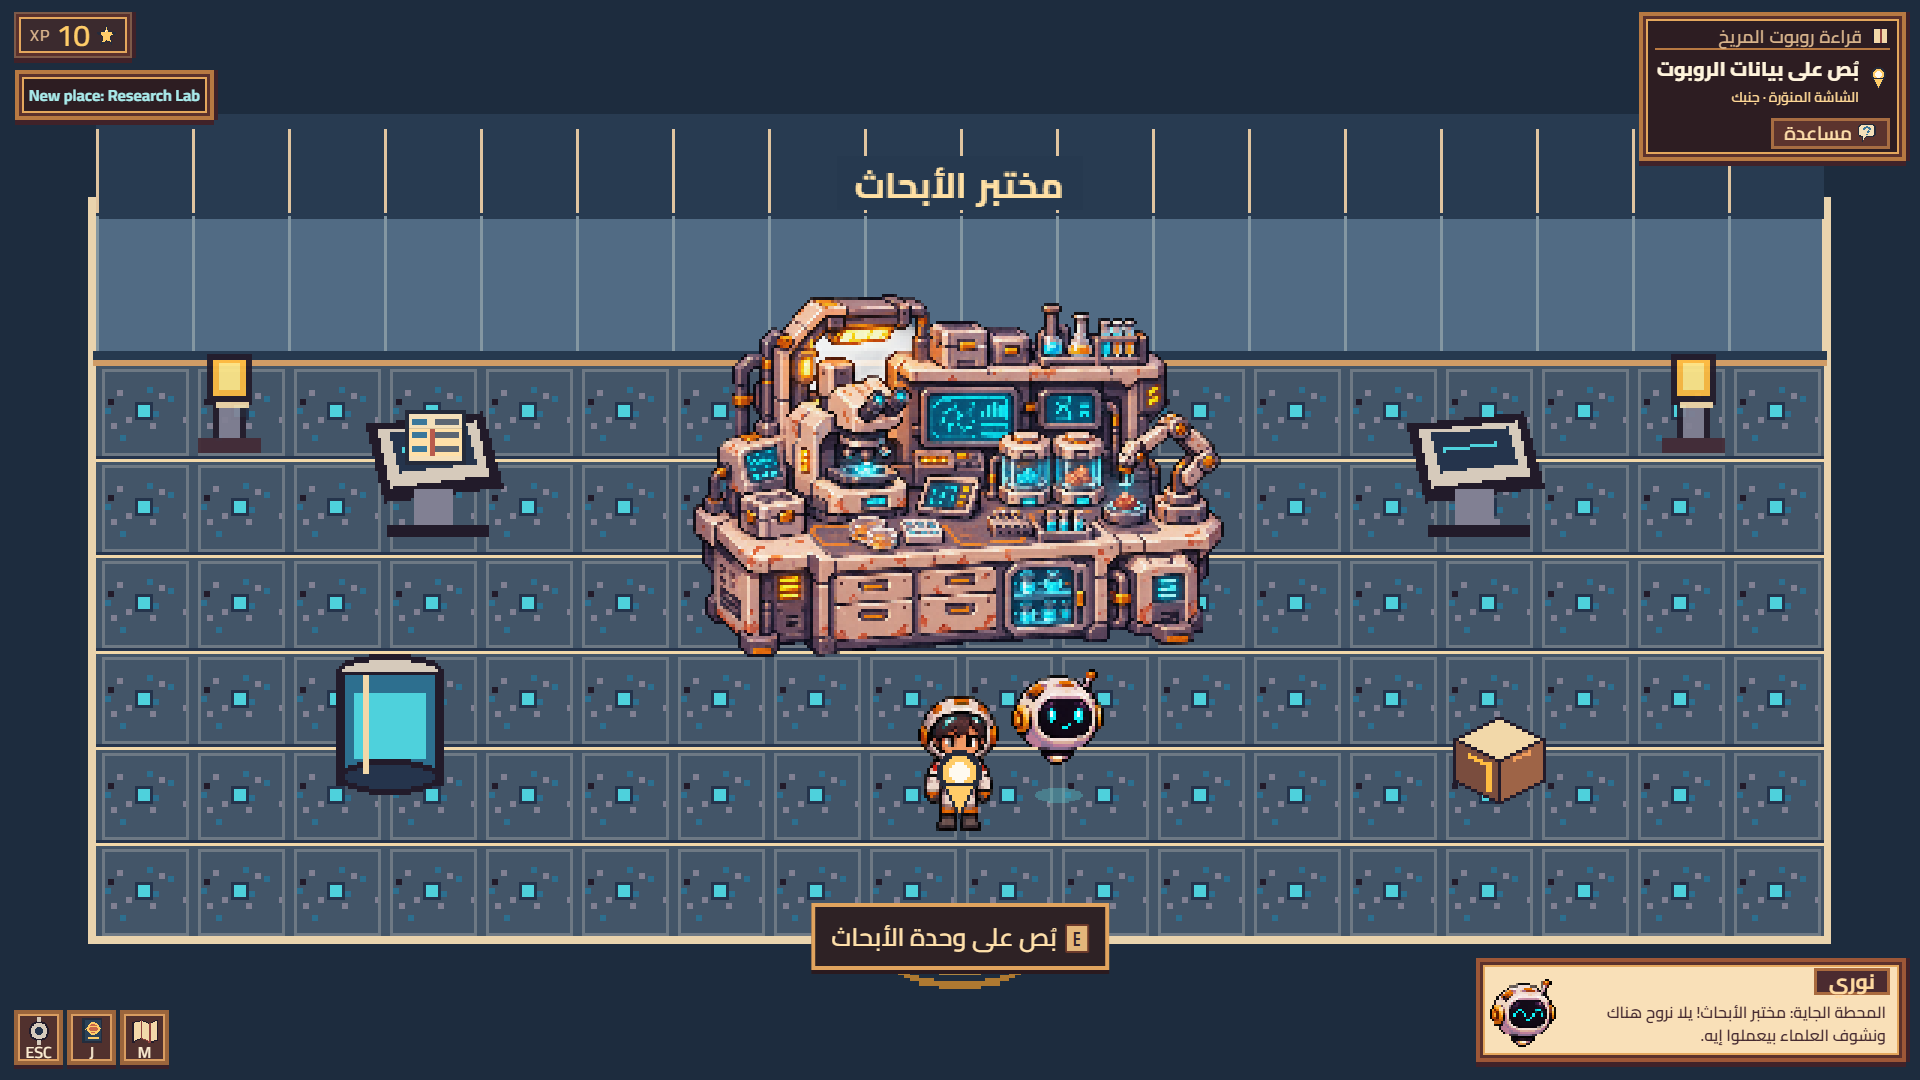 XP 10
New place: Research Lab
قراءة روبوت المريخ
بُص على بيانات الروبوت
الشاشة المنوّرة · جنبك
مساعدة
مختبر الأبحاث
E بُص على وحدة الأبحاث
نوري
المحطة الجاية: مختبر الأبحاث! يلا نروح هناك
ونشوف العلماء بيعملوا إيه.
ESC
J
M